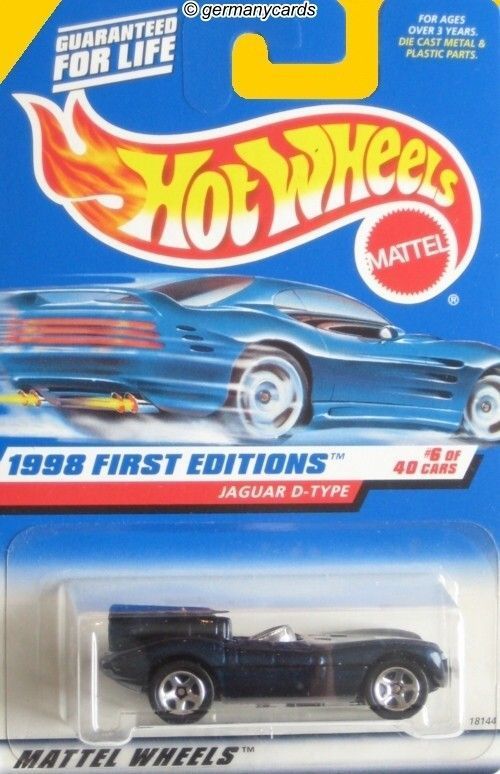 © germanycards
GUARANTEED
FOR LIFE
FOR AGES
OVER 3 YEARS.
DIE CAST METAL &
PLASTIC PARTS.
HOT WHEELS
MATTEL
®
1998 FIRST EDITIONS™
#6 OF
40 CARS
JAGUAR D-TYPE
18144
MATTEL WHEELS™